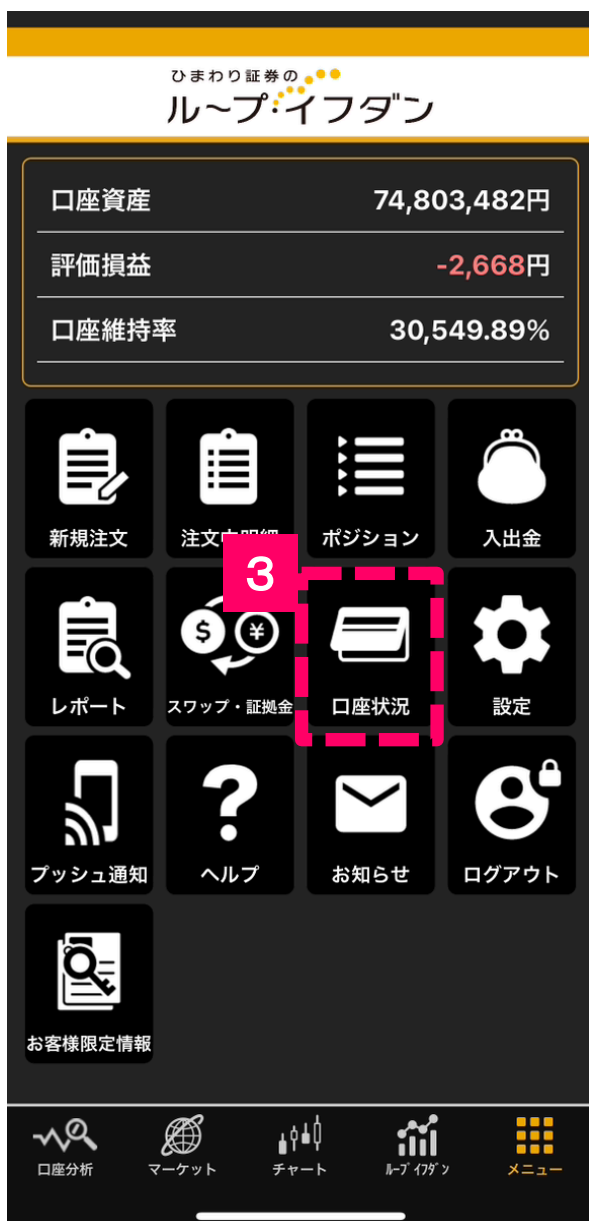 ひまわり証券の
ループ・イフダン
口座資産 74,803,482円
評価損益 -2,668円
口座維持率 30,549.89%
新規注文
ポジション
入出金
3
レポート
スワップ・証拠金
口座状況
設定
プッシュ通知
ヘルプ
お知らせ
ログアウト
お客様限定情報
口座分析
マーケット
チャート
ループイフダン
メニュー